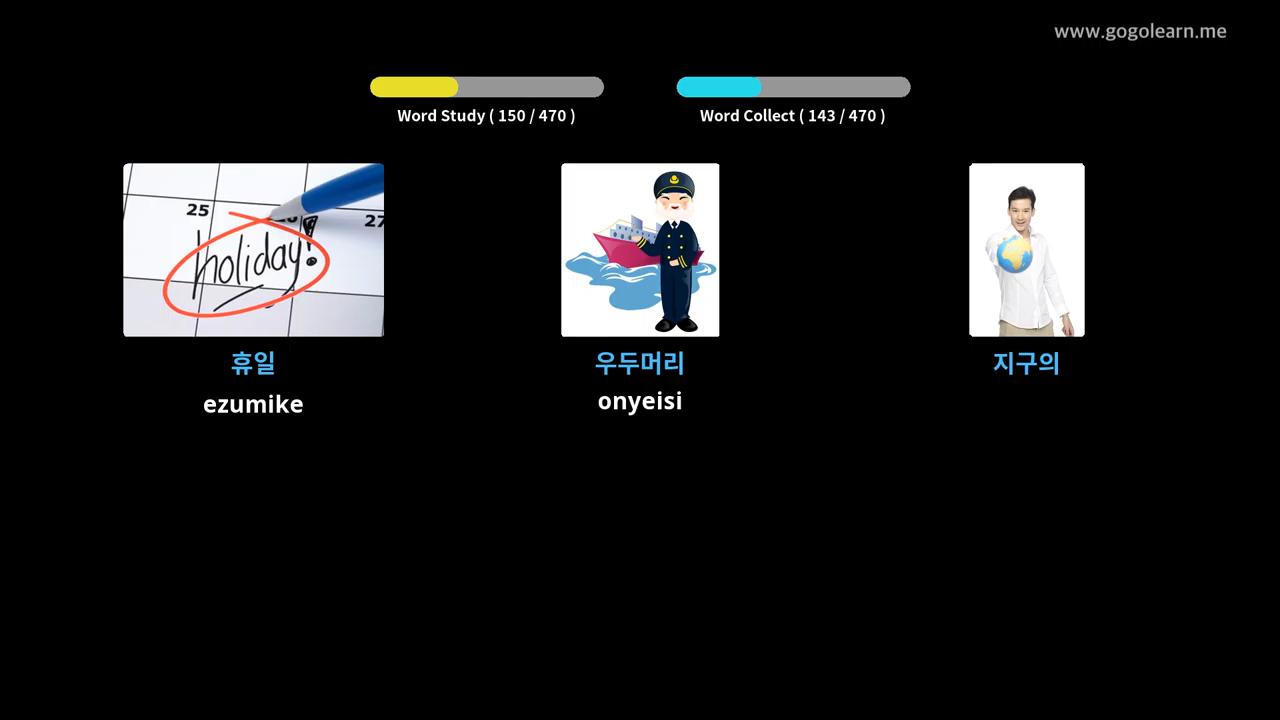 www.gogolearn.me
Word Study ( 150 / 470 )
Word Collect ( 143 / 470 )
25
27
holiday!
휴일
우두머리
지구의
ezumike
onyeisi